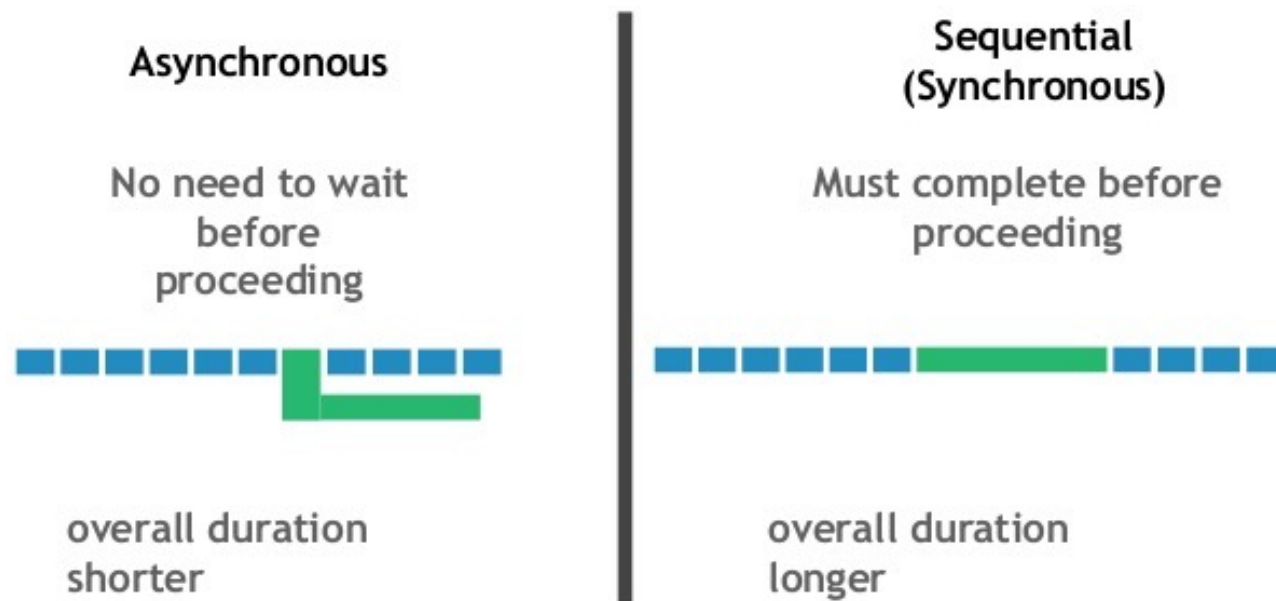 Asynchronous
No need to wait
before
proceeding
overall duration
shorter
Sequential
(Synchronous)
Must complete before
proceeding
overall duration
longer